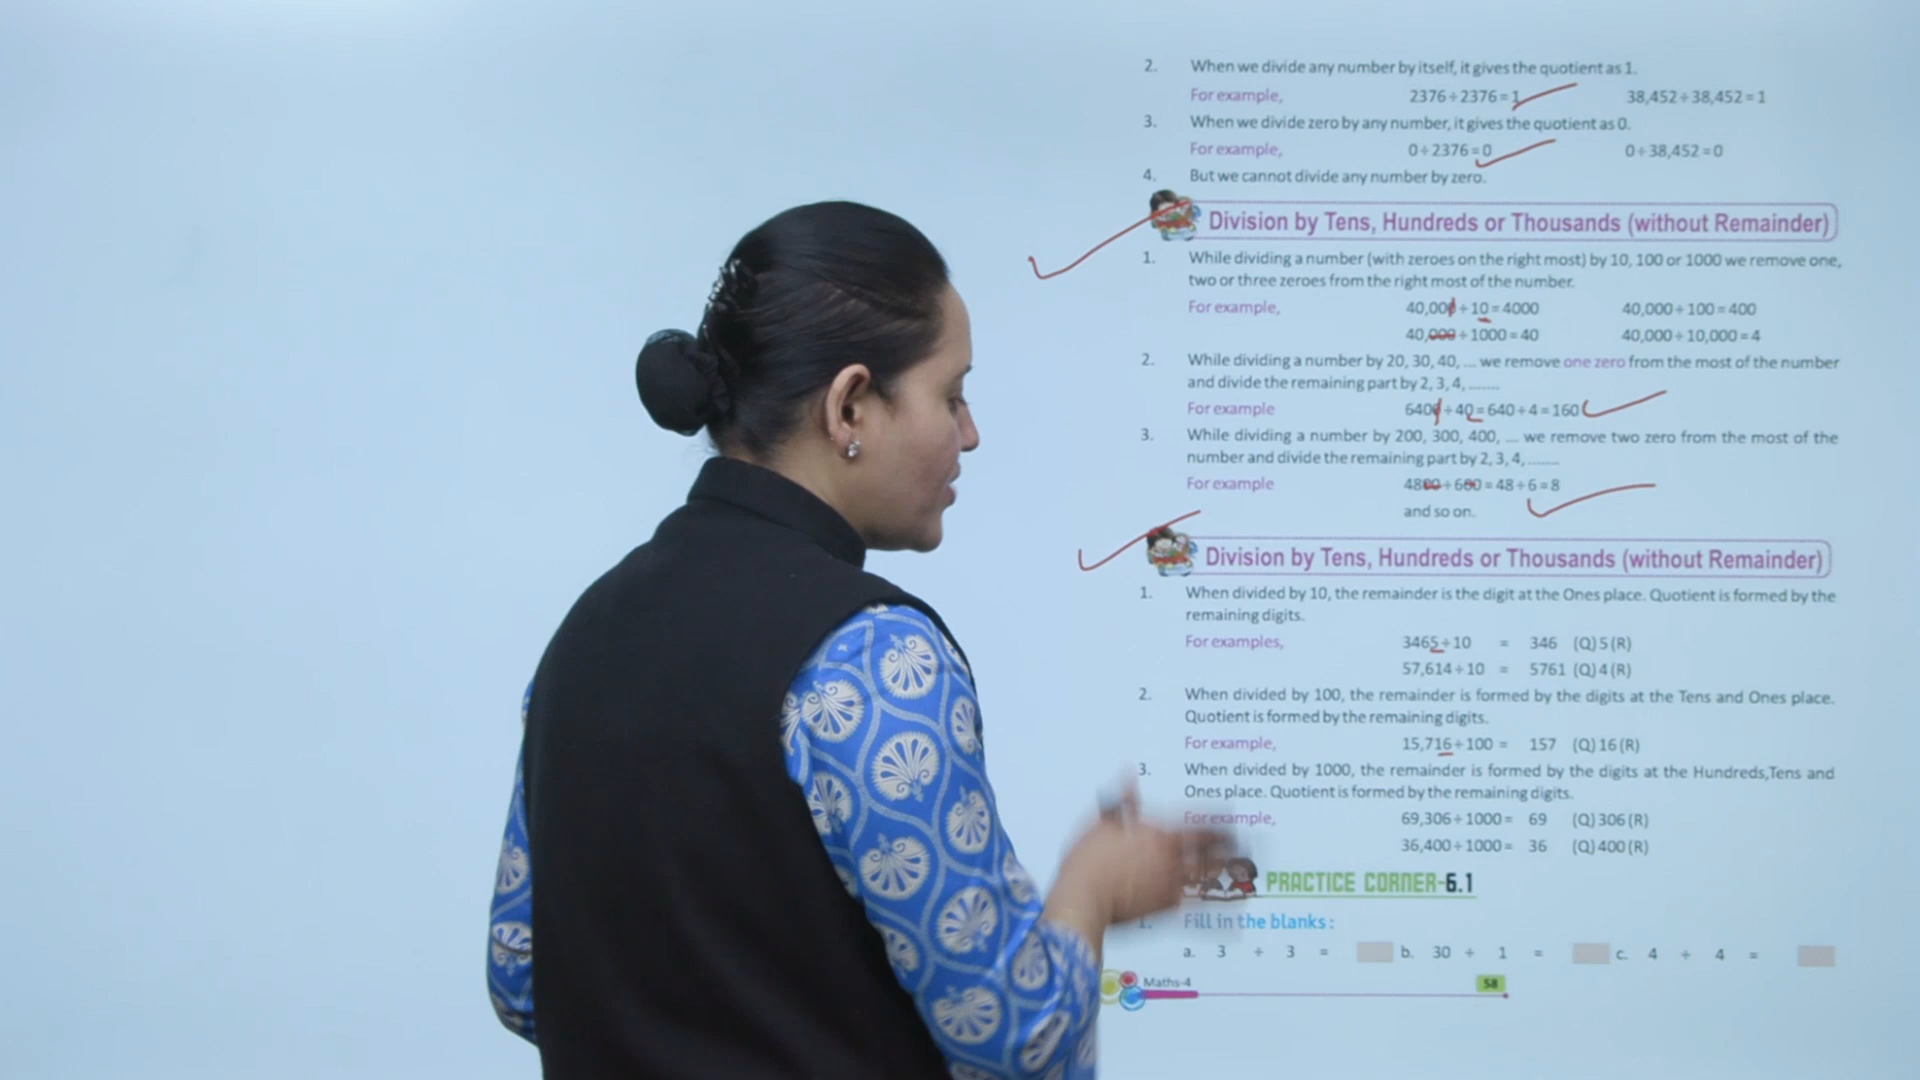 2. When we divide any number by itself, it gives the quotient as 1.
For example, 2376÷2376=1 38,452÷38,452=1
3. When we divide zero by any number, it gives the quotient as 0.
For example, 0÷2376=0 0÷38,452=0
4. But we cannot divide any number by zero.
Division by Tens, Hundreds or Thousands (without Remainder)
1. While dividing a number (with zeroes on the right most) by 10, 100 or 1000 we remove one,
two or three zeroes from the right most of the number.
For example, 40,000÷10=4000 40,000÷100=400
40,000÷1000=40 40,000÷10,000=4
2. While dividing a number by 20, 30, 40, ... we remove one zero from the most of the number
and divide the remaining part by 2, 3, 4, .......
For example 6400÷40=640÷4=160
3. While dividing a number by 200, 300, 400, ... we remove two zero from the most of the
number and divide the remaining part by 2, 3, 4, .......
For example 4800÷600=48÷6=8
and so on.
Division by Tens, Hundreds or Thousands (without Remainder)
1. When divided by 10, the remainder is the digit at the Ones place. Quotient is formed by the
remaining digits.
For examples, 3465÷10 = 346 (Q)5(R)
57,614÷10 = 5761 (Q)4(R)
2. When divided by 100, the remainder is formed by the digits at the Tens and Ones place.
Quotient is formed by the remaining digits.
For example, 15,716÷100 = 157 (Q)16(R)
3. When divided by 1000, the remainder is formed by the digits at the Hundreds,Tens and
Ones place. Quotient is formed by the remaining digits.
For example, 69,306÷1000= 69 (Q)306(R)
36,400÷1000= 36 (Q)400(R)
PRACTICE CORNER-6.1
1. Fill in the blanks:
a. 3 ÷ 3 = b. 30 ÷ 1 = c. 4 ÷ 4 =
Maths-4 58